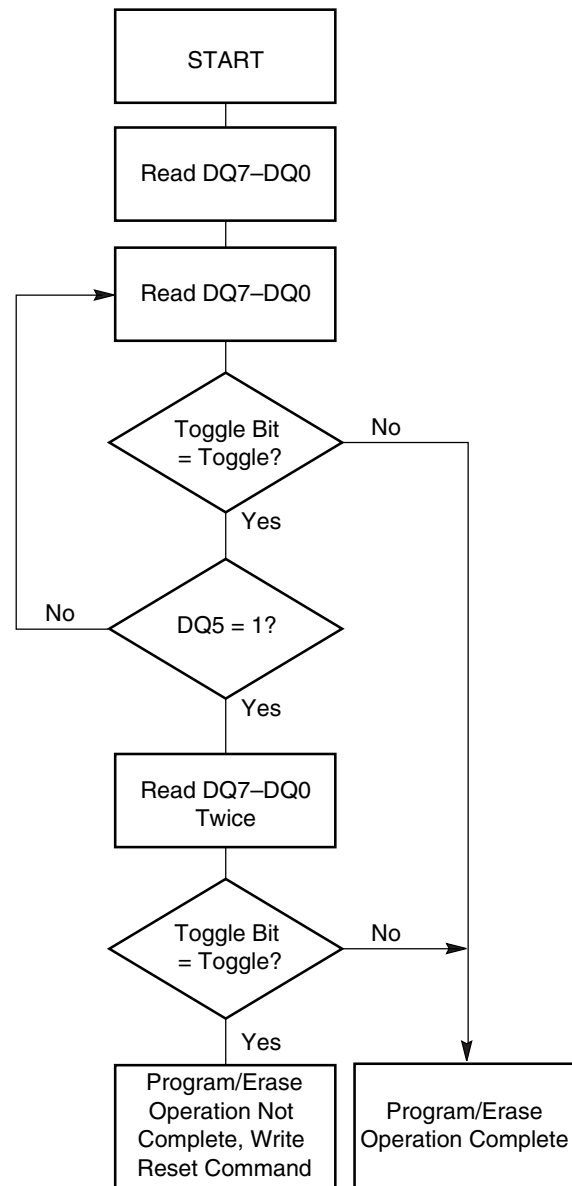 START
Read DQ7–DQ0
Read DQ7–DQ0
Toggle Bit
= Toggle?
No
Yes
No
DQ5 = 1?
Yes
Read DQ7–DQ0
Twice
Toggle Bit
= Toggle?
No
Yes
Program/Erase
Operation Not
Complete, Write
Reset Command
Program/Erase
Operation Complete